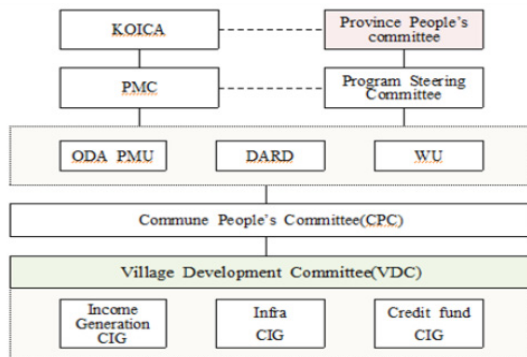 KOICA
Province People's
committee
PMC
Program Steering
Committee
ODA PMU
DARD
WU
Commune People's Committee(CPC)
Village Development Committee(VDC)
Income
Generation
CIG
Infra
CIG
Credit fund
CIG